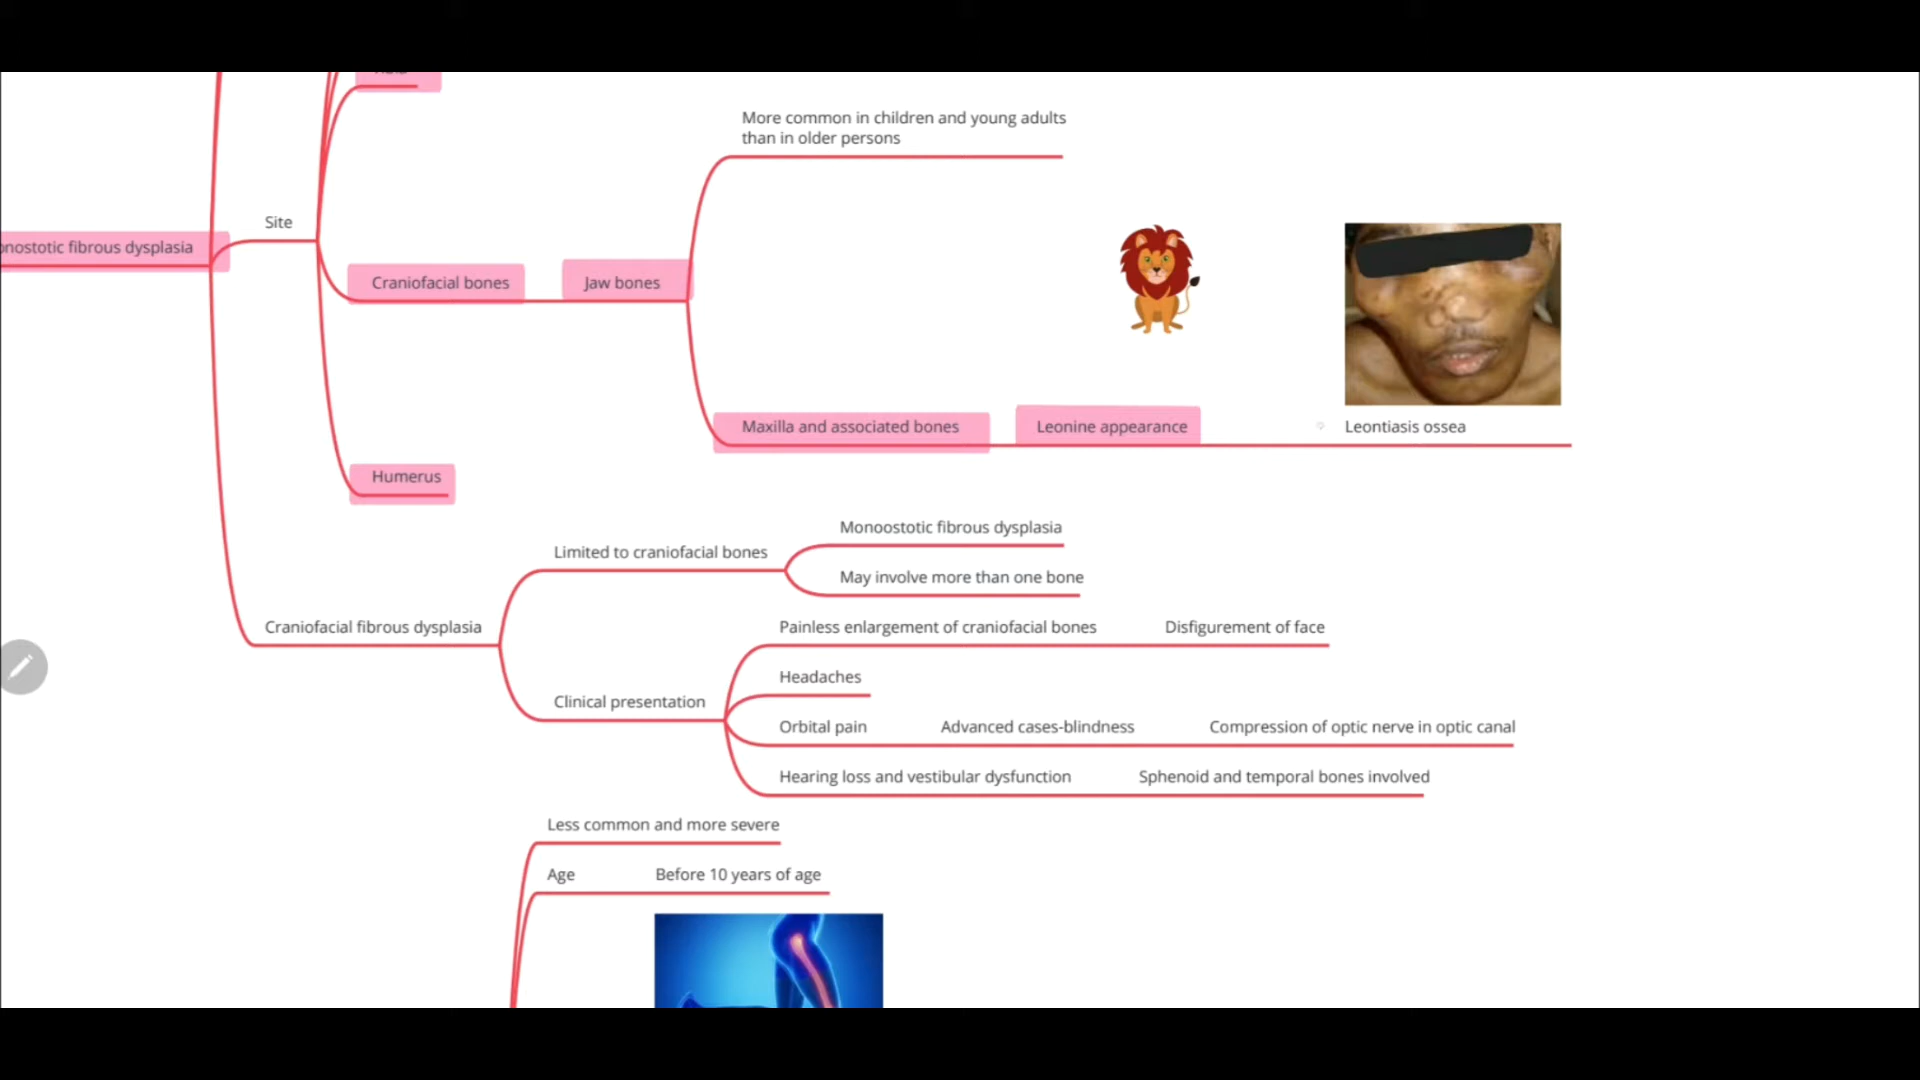 More common in children and young adults
than in older persons
Site
onostotic fibrous dysplasia
Craniofacial bones
Jaw bones
Maxilla and associated bones
Leonine appearance
Leontiasis ossea
Humerus
Monoostotic fibrous dysplasia
Limited to craniofacial bones
May involve more than one bone
Craniofacial fibrous dysplasia
Painless enlargement of craniofacial bones
Disfigurement of face
Headaches
Clinical presentation
Orbital pain
Advanced cases-blindness
Compression of optic nerve in optic canal
Hearing loss and vestibular dysfunction
Sphenoid and temporal bones involved
Less common and more severe
Age
Before 10 years of age